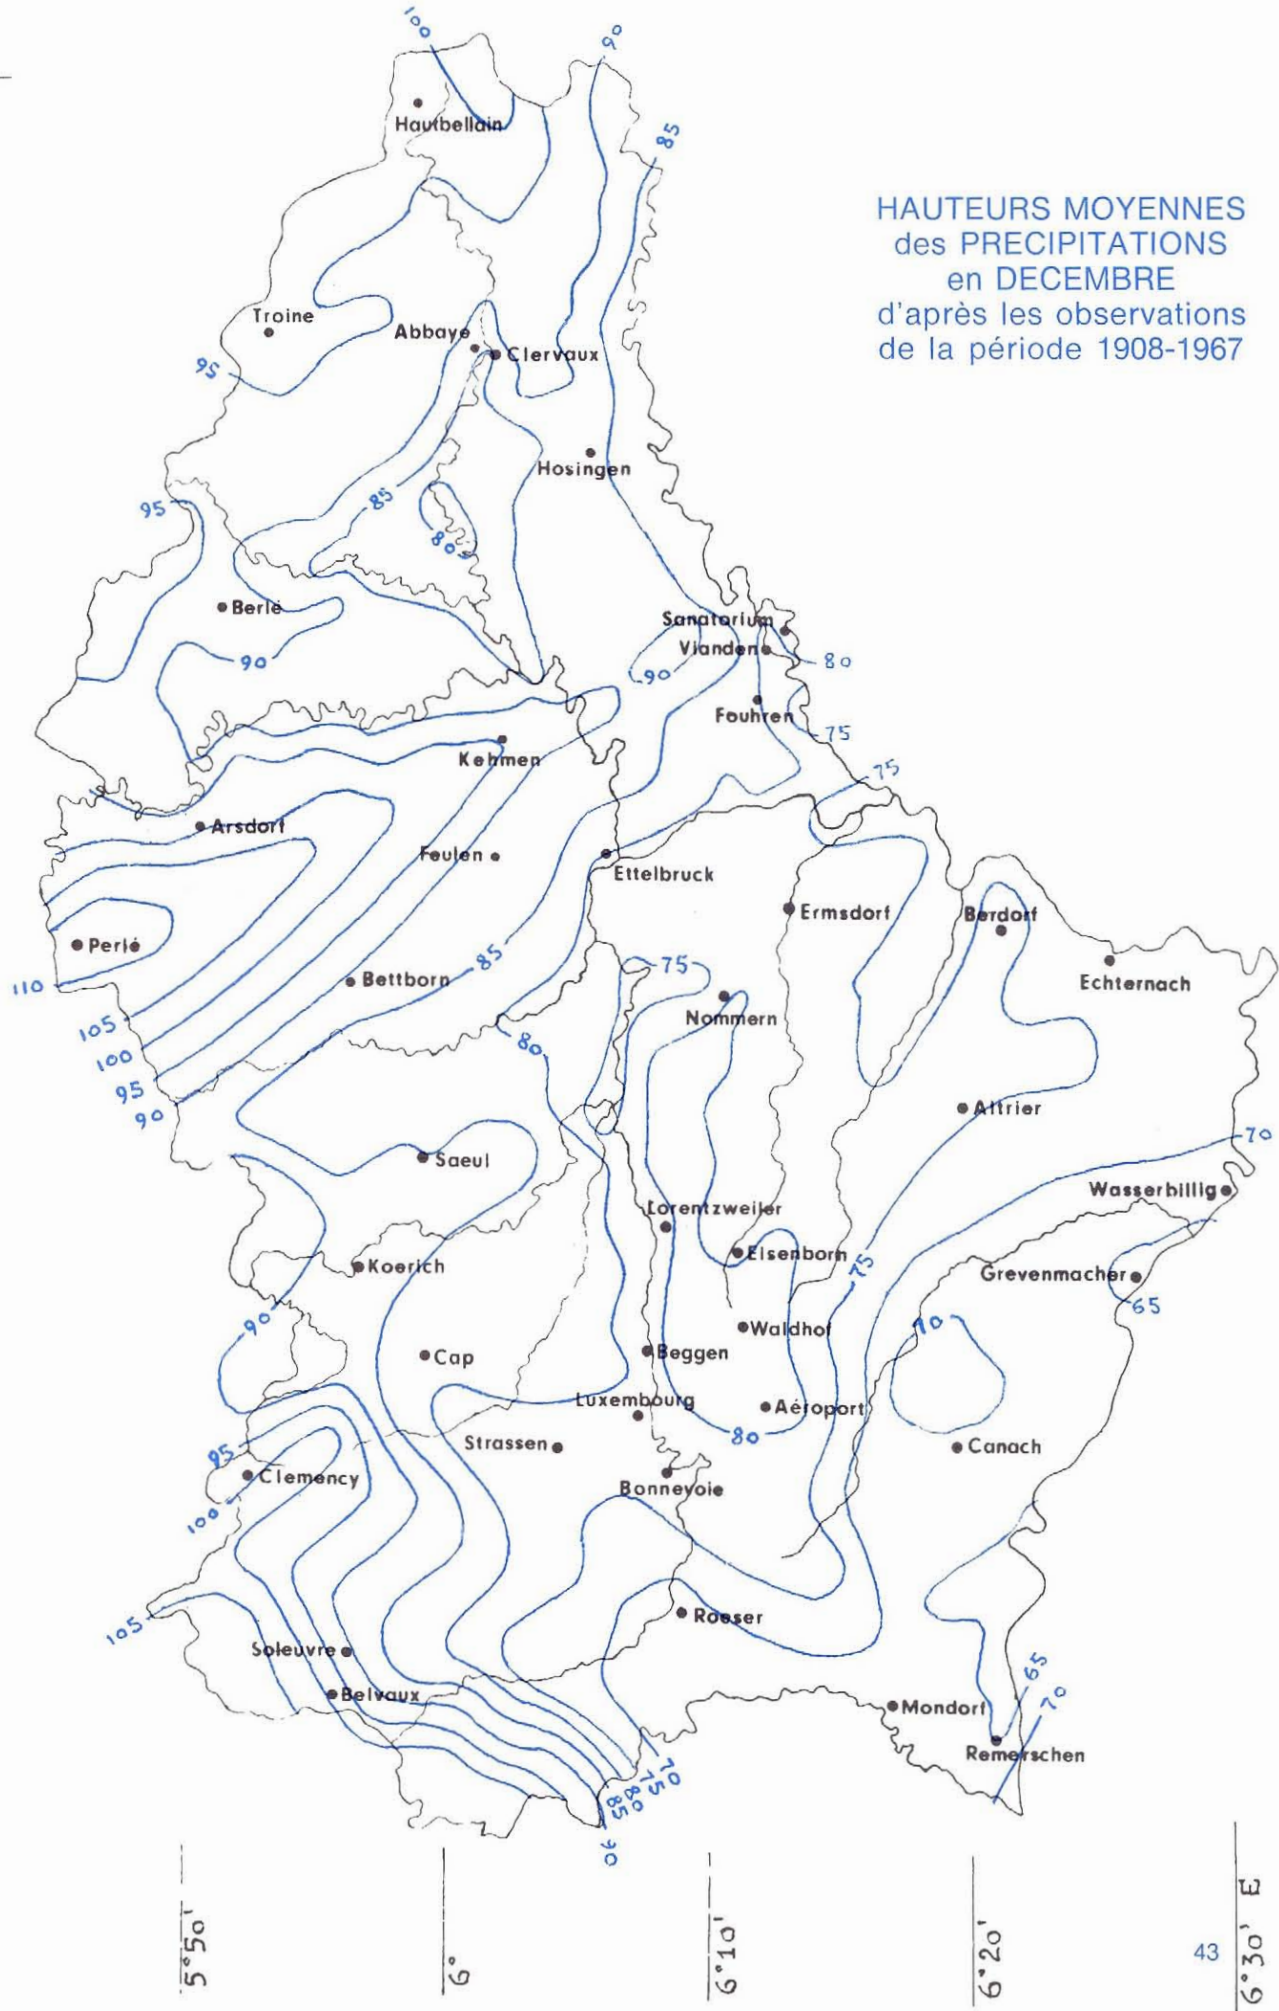 100
90
85
HAUTEURS MOYENNES
des PRECIPITATIONS
en DECEMBRE
d'après les observations
de la période 1908-1967
Hautbellain
Troine
Abbaye
Clervaux
95
Hosingen
85
95
80
Berlé
90
Sanatorium
Vianden
80
90
Fouhren
75
Kehmen
75
Arsdorf
Feulen
Ettelbruck
Ermsdorf
Berdorf
Perlé
85
75
Echternach
110
Bettborn
Nommern
105
80
100
95
90
Altrier
70
Saeul
Wasserbillig
Lorentzweiler
Eisenborn
75
Koerich
Grevenmacher
65
90
Waldhof
70
Cap
Beggen
Luxembourg
Aéroport
80
Strassen
Canach
95
Clemency
Bonnevoie
100
105
Roeser
Soleuvre
65
Belvaux
70
Mondorf
Remerschen
70
75
80
85
90
5°50'
6°
6°10'
6°20'
43
6°30' E